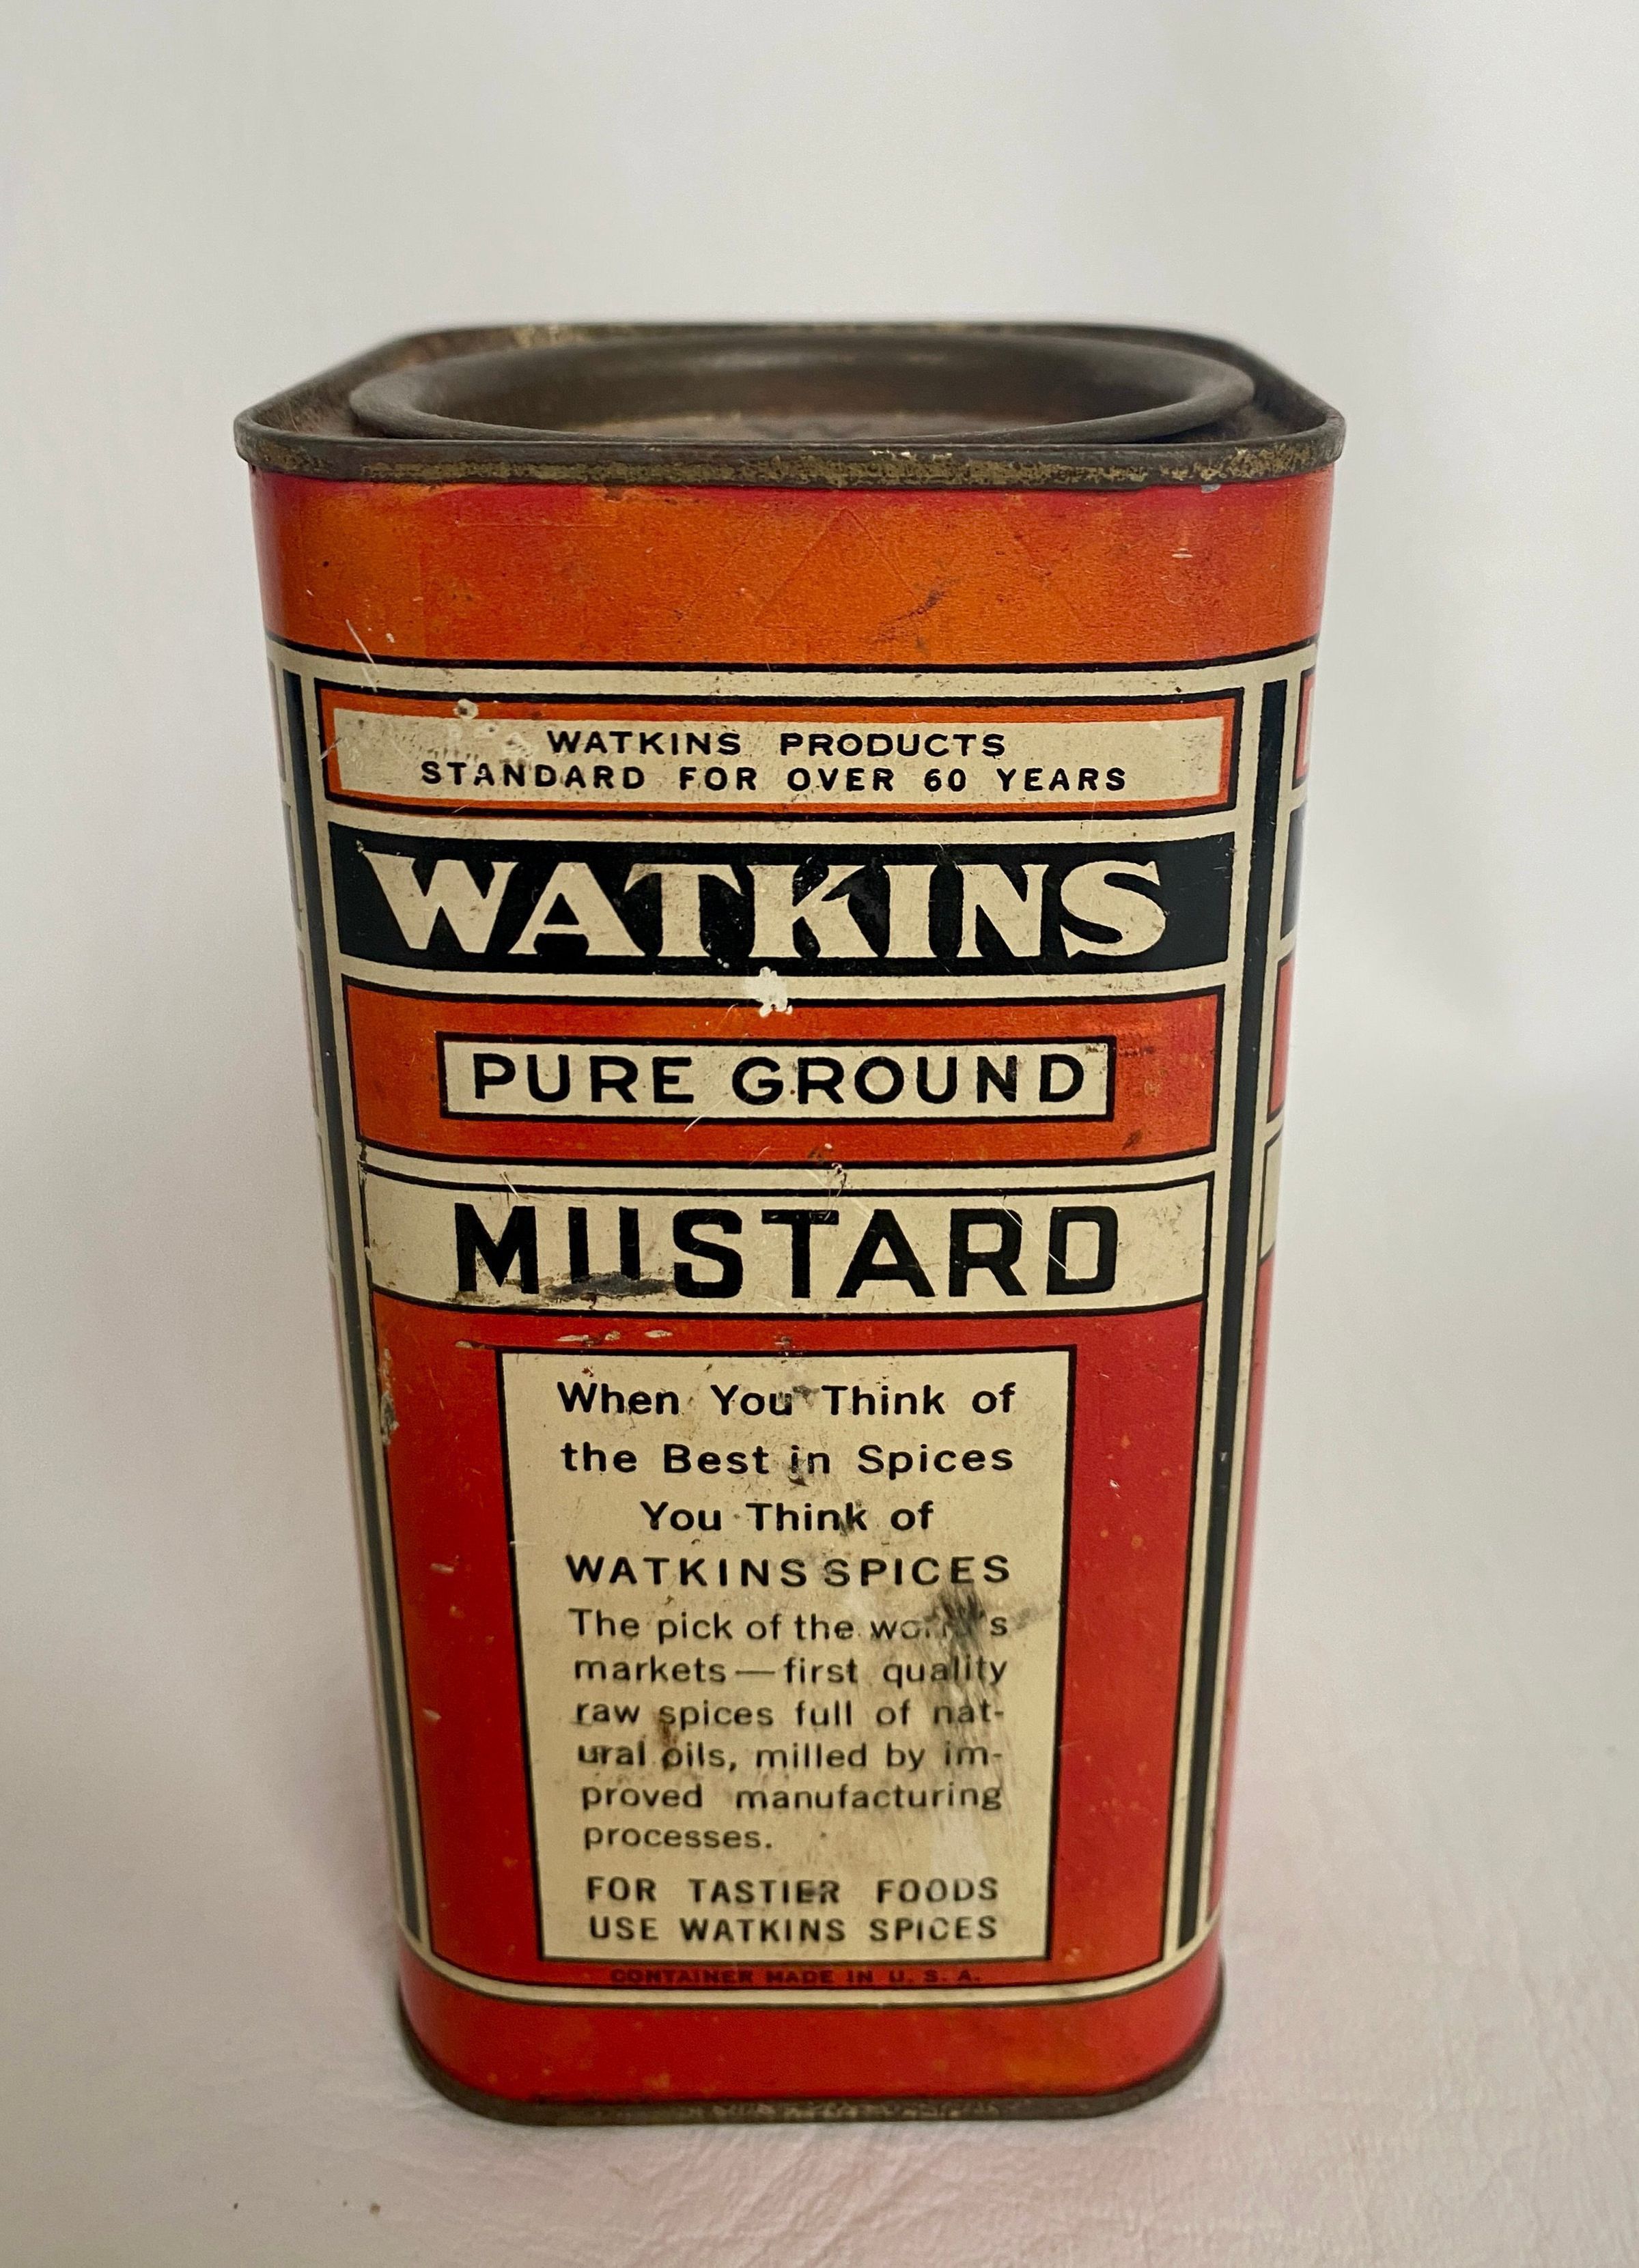 WATKINS PRODUCTS
STANDARD FOR OVER 60 YEARS
WATKINS
PURE GROUND
MUSTARD
When You Think of
the Best in Spices
You Think of
WATKINS SPICES
The pick of the world's
markets — first quality
raw spices full of nat-
ural oils, milled by im-
proved manufacturing
processes.
FOR TASTIER FOODS
USE WATKINS SPICES
CONTAINER MADE IN U. S. A.